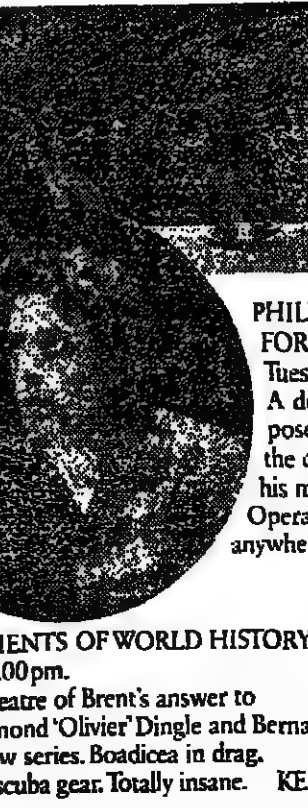 PHIL
FOR
Tues
A d
pose
the
his m
Opera
anywhe
IENTS OF WORLD HISTORY
.00pm.
eatre of Brent's answer to
mond 'Olivier' Dingle and Berna
w series. Boadicea in drag.
scuba gear. Totally insane. KE